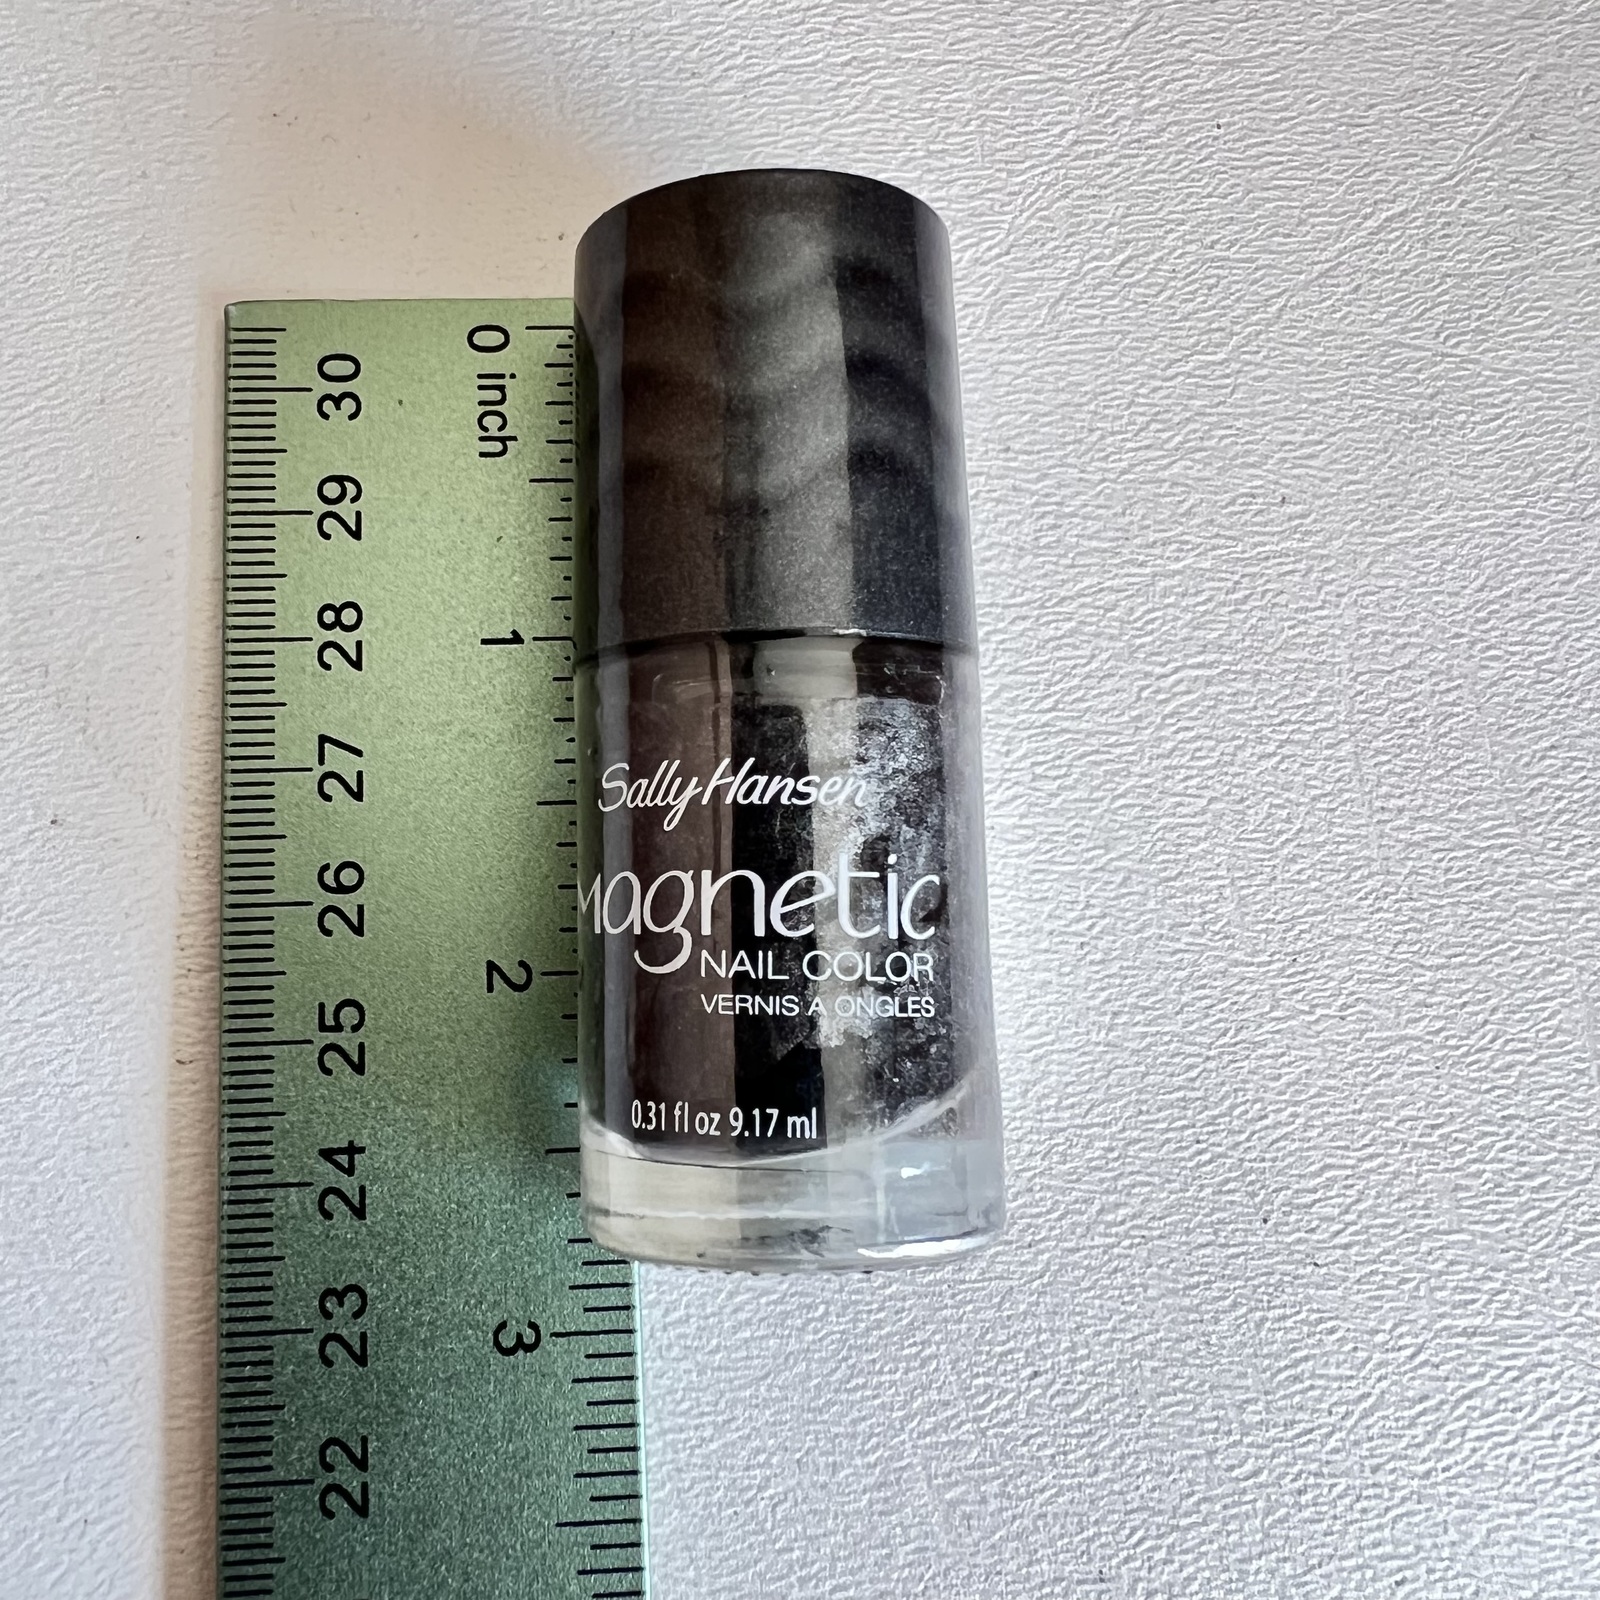 0 inch
1
2
3
30
29
28
27
26
25
24
23
22
Sally Hansen
Magnetic
NAIL COLOR
VERNIS A ONGLES
0.31 fl oz 9.17 ml